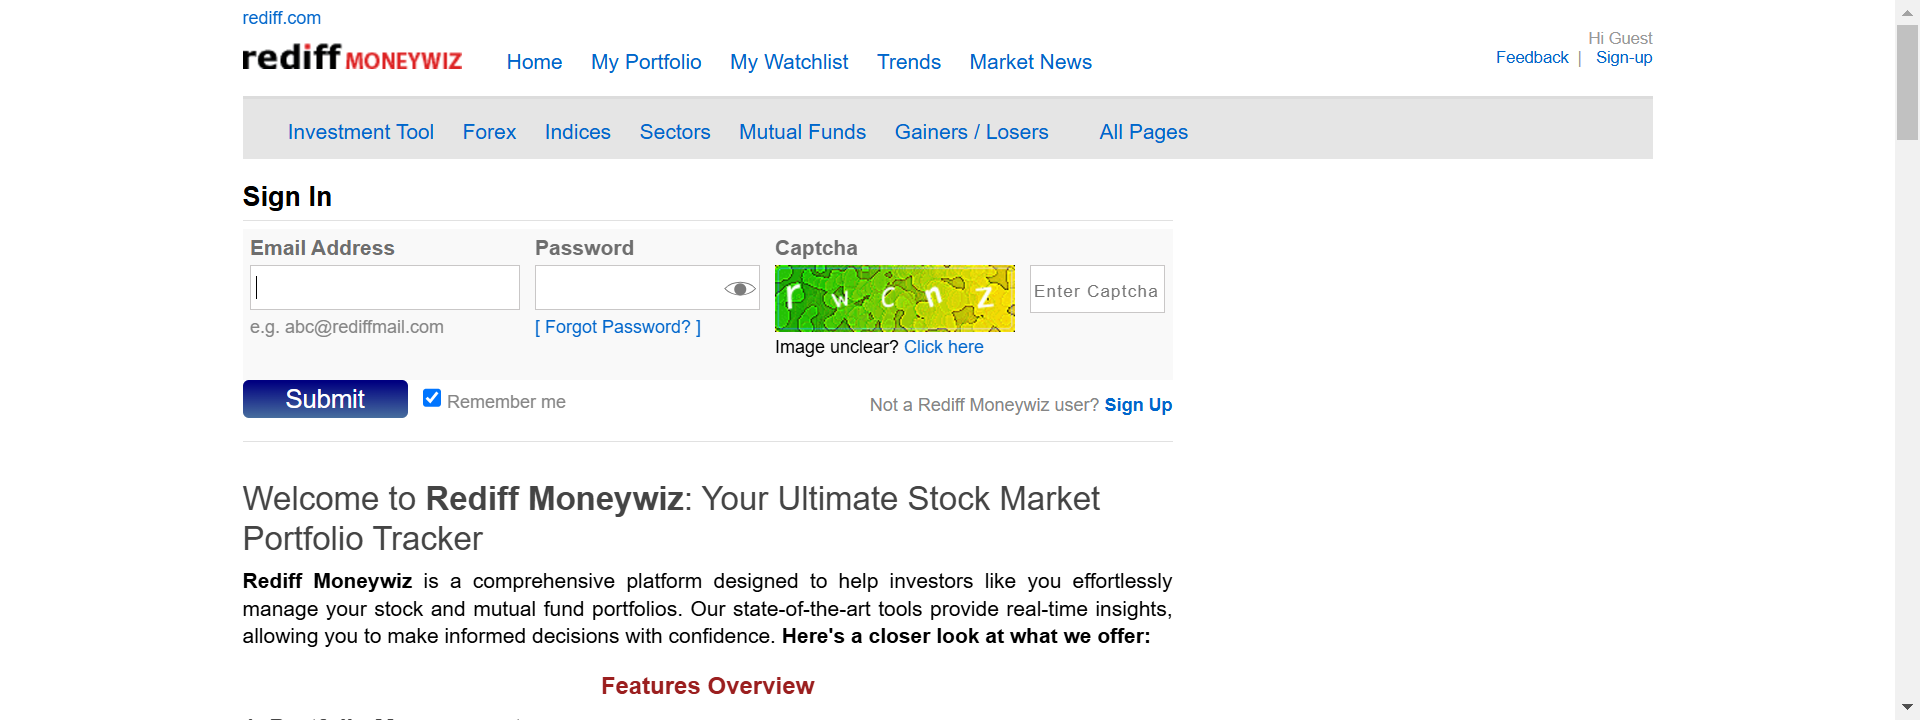 rediff.com
rediff MONEYWIZ
Home My Portfolio My Watchlist Trends Market News
Hi Guest
Feedback | Sign-up
Investment Tool Forex Indices Sectors Mutual Funds Gainers / Losers All Pages
Sign In
Email Address Password Captcha
r w c n z
Enter Captcha
e.g. abc@rediffmail.com [ Forgot Password? ]
Image unclear? Click here
Submit Remember me Not a Rediff Moneywiz user? Sign Up
Welcome to Rediff Moneywiz: Your Ultimate Stock Market
Portfolio Tracker
Rediff Moneywiz is a comprehensive platform designed to help investors like you effortlessly
manage your stock and mutual fund portfolios. Our state-of-the-art tools provide real-time insights,
allowing you to make informed decisions with confidence. Here's a closer look at what we offer:
Features Overview